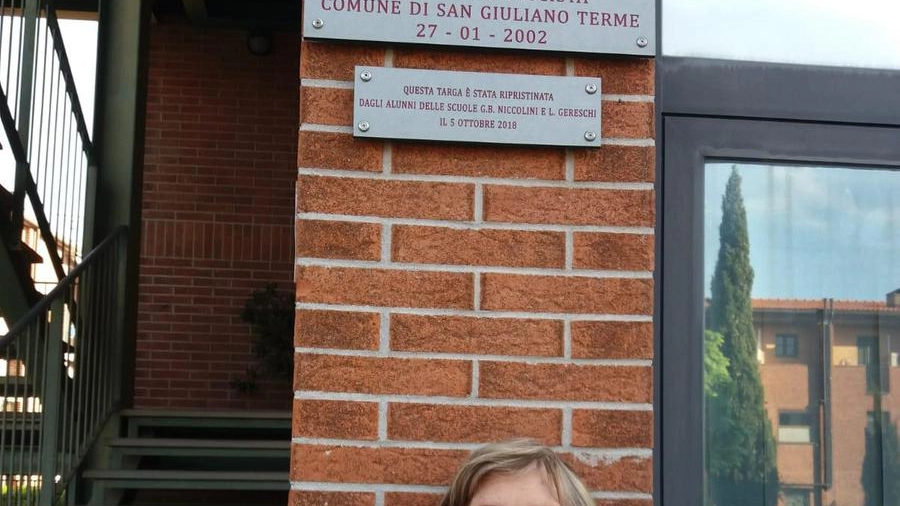 COMUNE DI SAN GIULIANO TERME
27 - 01 - 2002
QUESTA TARGA È STATA RIPRISTINATA
DAGLI ALUNNI DELLE SCUOLE G.B. NICCOLINI E L. GERESCHI
IL 5 OTTOBRE 2018